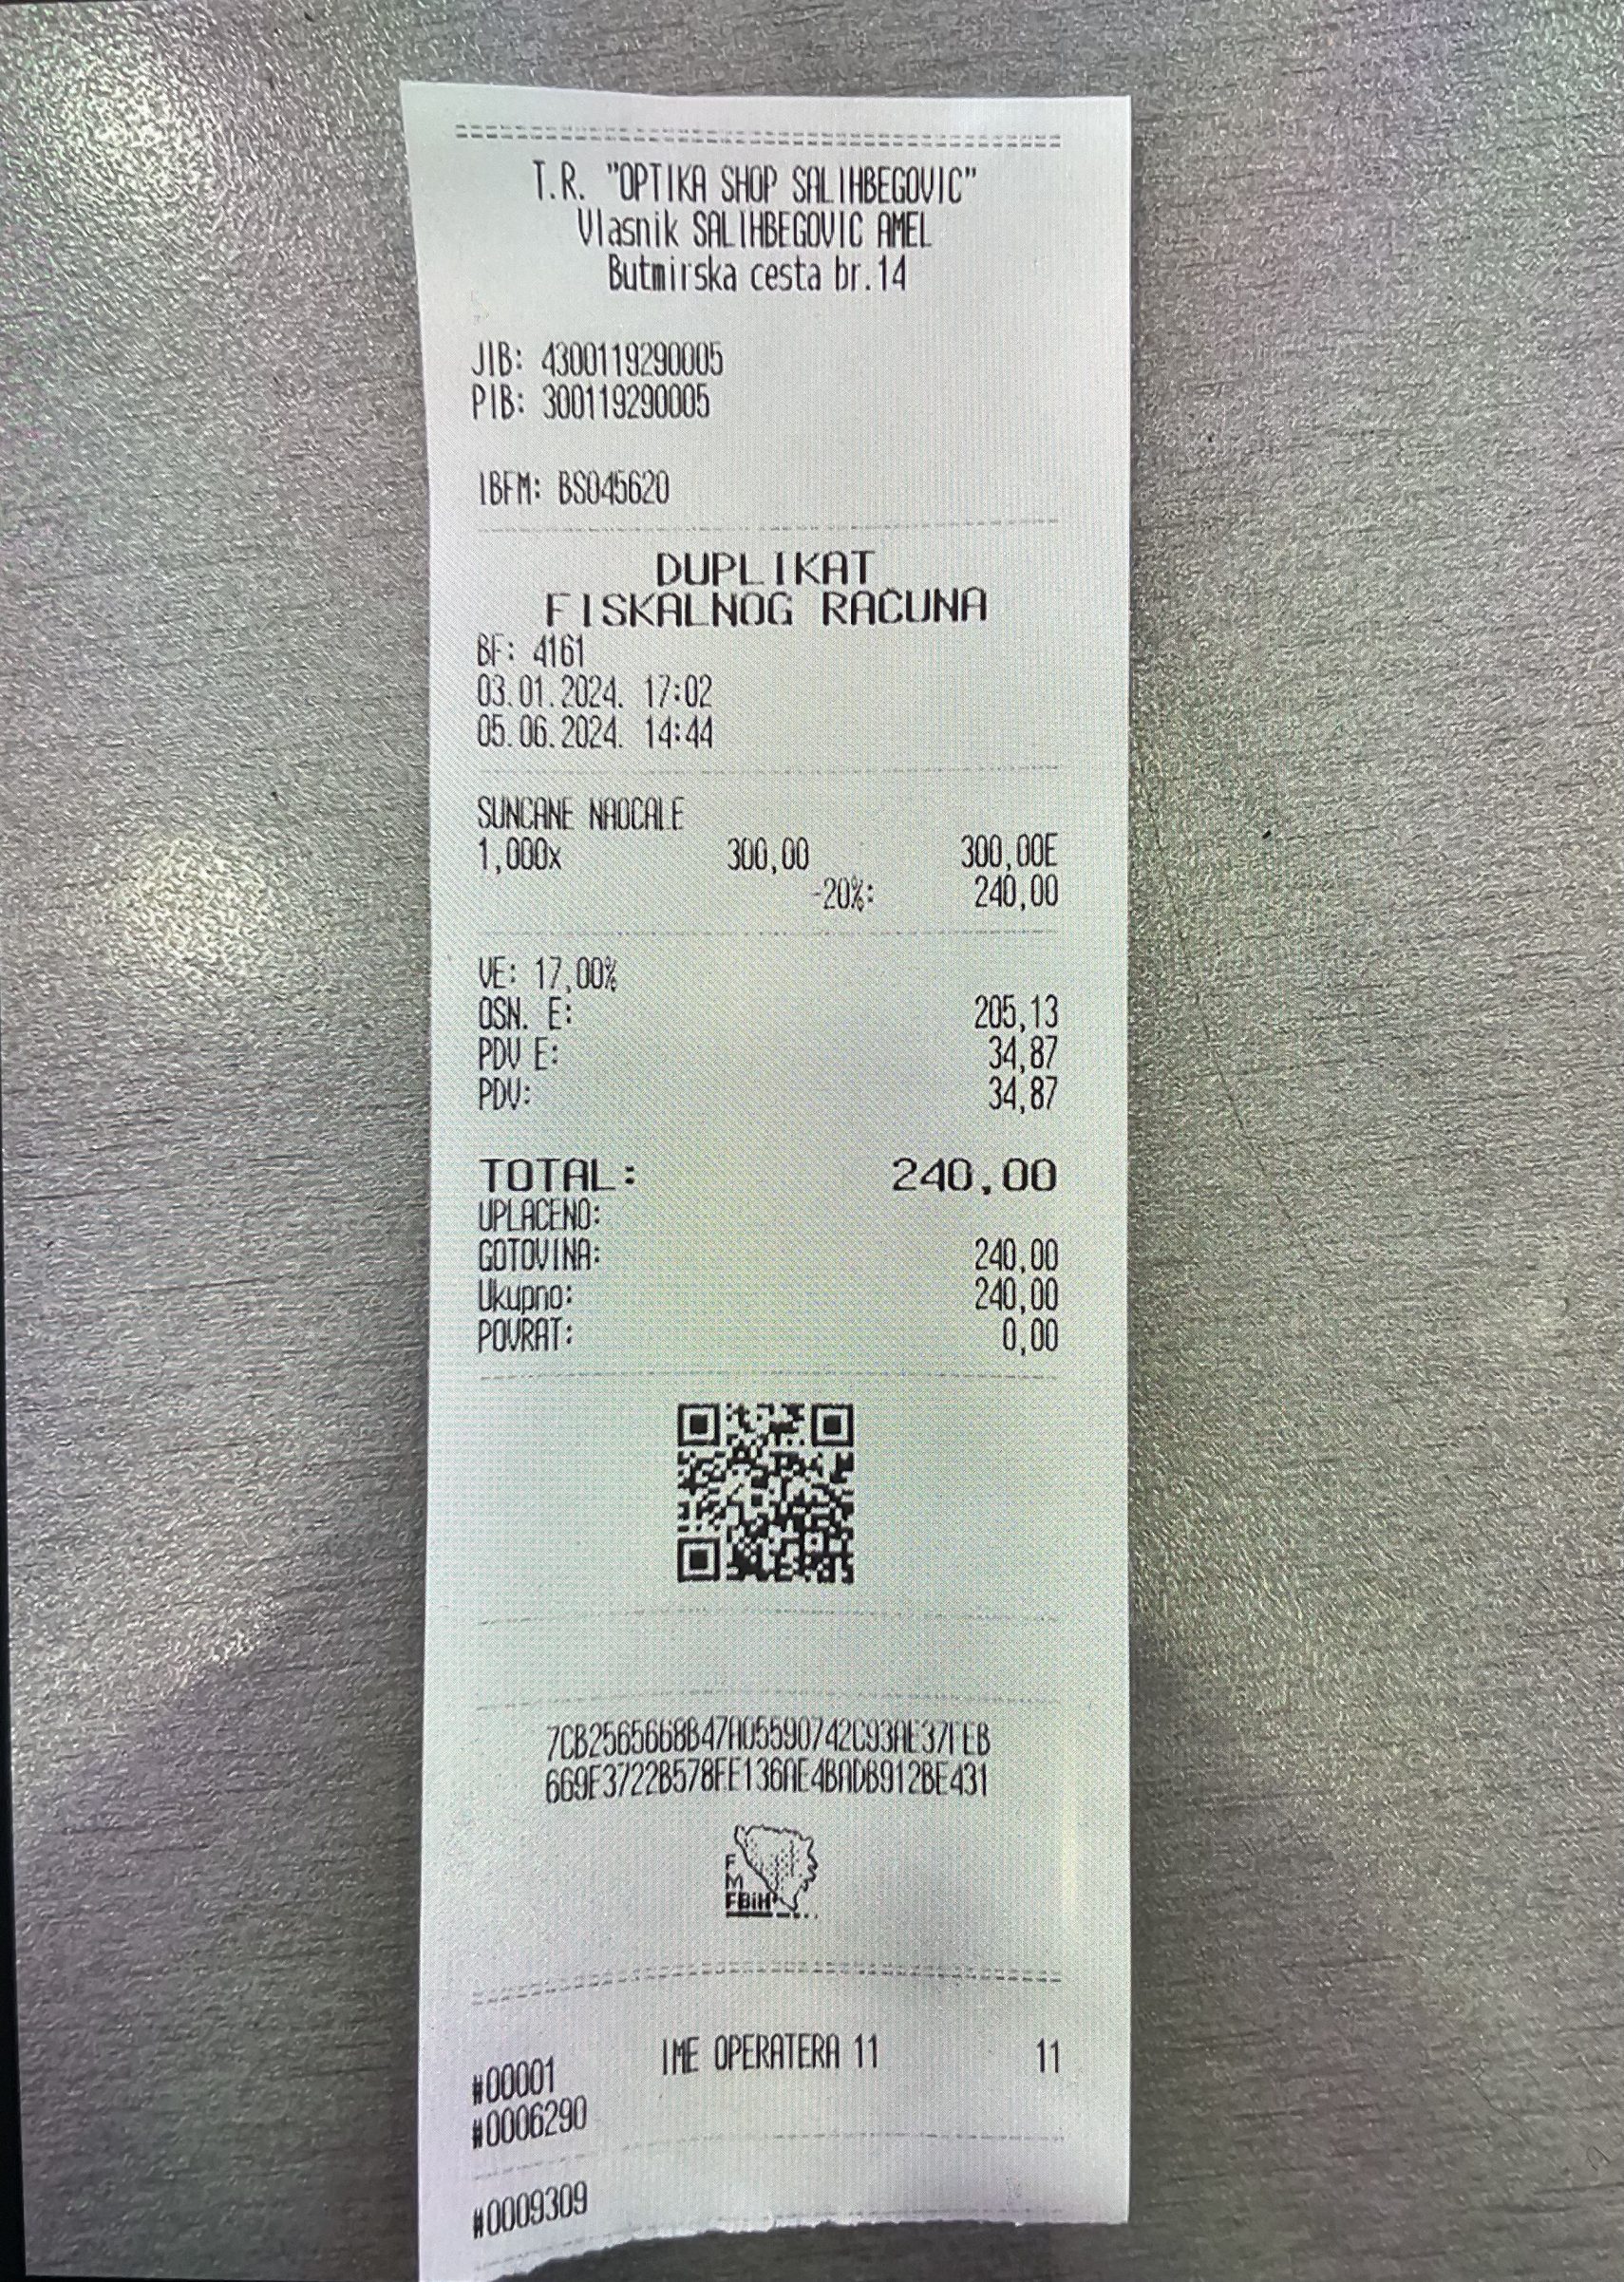 T.R. "OPTIKA SHOP SALIHBEGOVIC"
Vlasnik SALIHBEGOVIC AMEL
Butmirska cesta br.14
JIB: 4300119290005
PIB: 300119290005
IBFM: BS045620
DUPLIKAT
FISKALNOG RAČUNA
BF: 4161
03.01.2024. 17:02
05.06.2024. 14:44
SUNCANE NAOCALE
1,000x 300,00 300,00E
-20%: 240,00
VE: 17,00%
OSN. E: 205,13
PDV E: 34,87
PDV: 34,87
TOTAL: 240,00
UPLACENO:
GOTOVINA: 240,00
Ukupno: 240,00
POVRAT: 0,00
7CB2565668B47A05590742C93AE37FEB
669F3722B578FE136AE4BADB912BE431
F
M
FBiH
IME OPERATERA 11 11
#00001
#0006290
#0009309